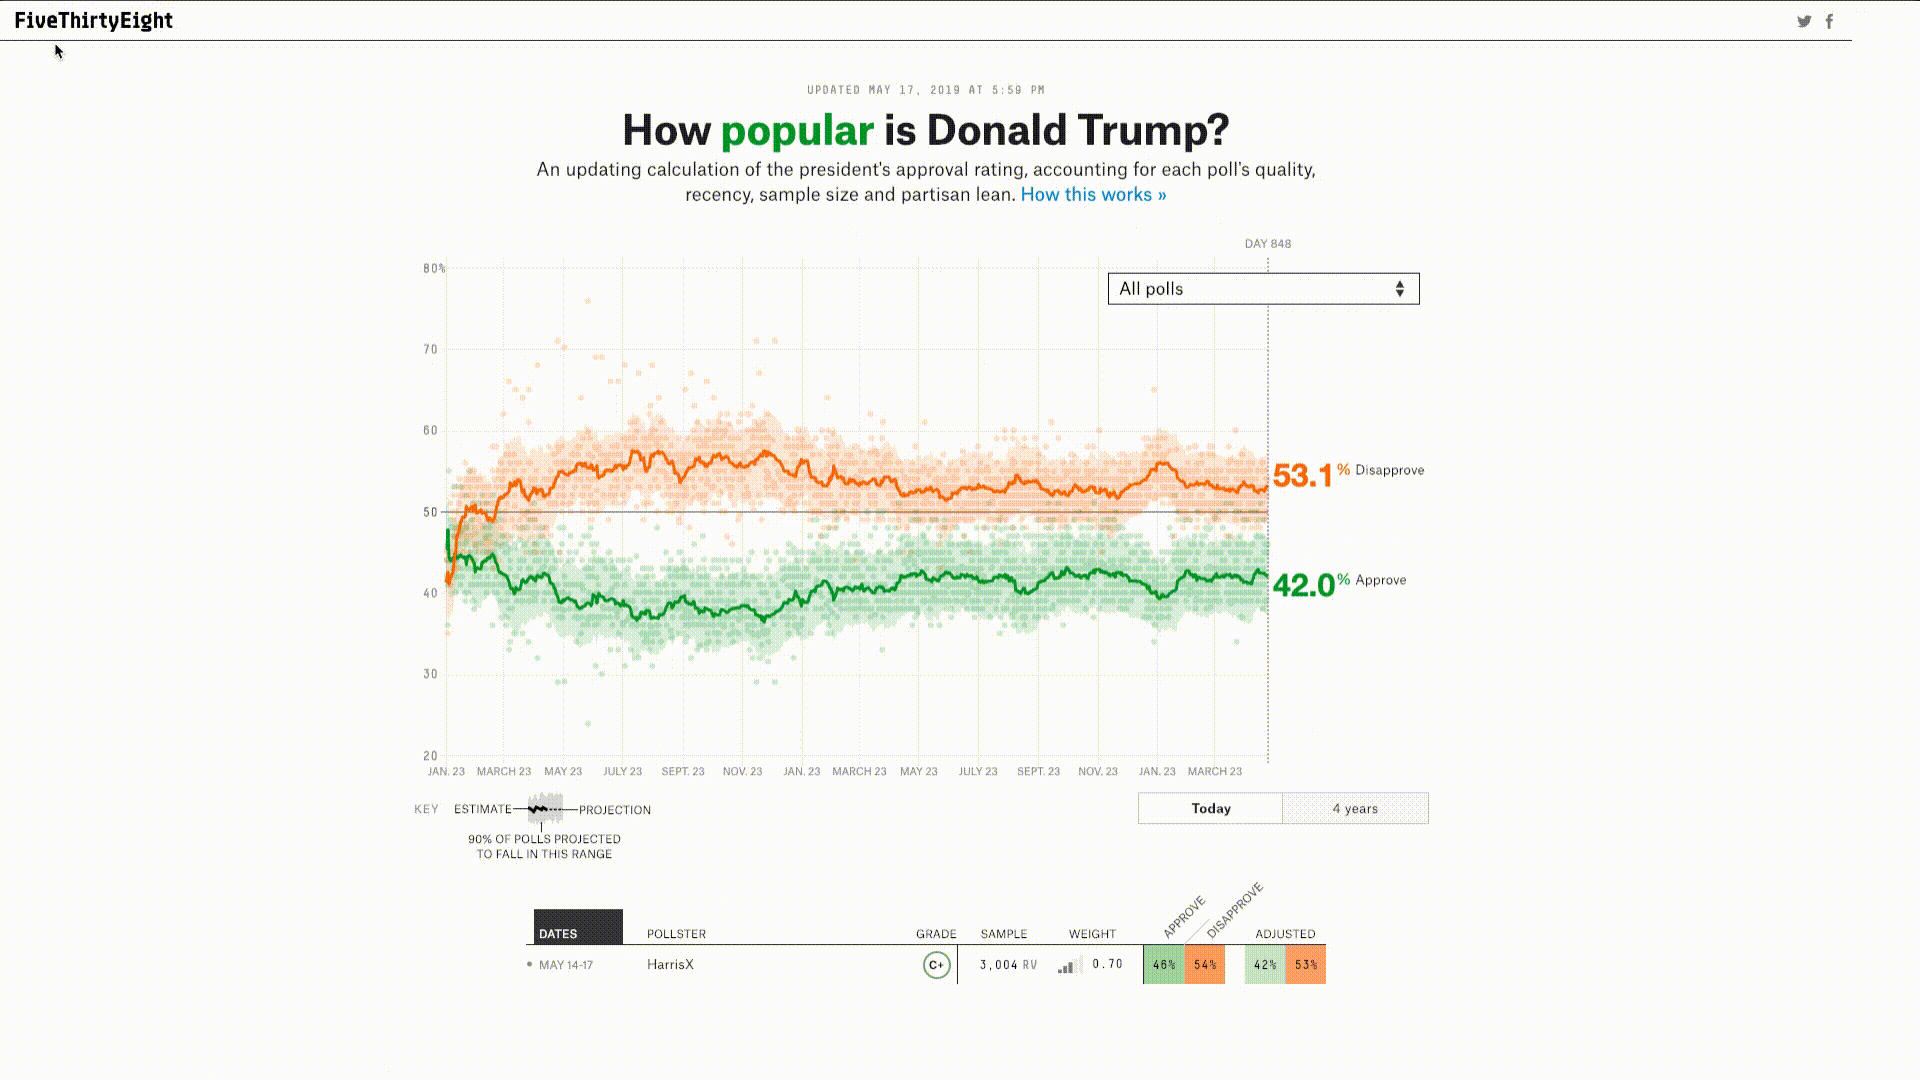 FiveThirtyEight
UPDATED MAY 17, 2019 AT 5:59 PM
How popular is Donald Trump?
An updating calculation of the president's approval rating, accounting for each poll's quality,
recency, sample size and partisan lean. How this works »
DAY 848
All polls
80%
70
60
50
40
30
20
53.1% Disapprove
42.0% Approve
JAN. 23 MARCH 23 MAY 23 JULY 23 SEPT. 23 NOV. 23 JAN. 23 MARCH 23 MAY 23 JULY 23 SEPT. 23 NOV. 23 JAN. 23 MARCH 23
KEY ESTIMATE PROJECTION
90% OF POLLS PROJECTED
TO FALL IN THIS RANGE
Today 4 years
DATES POLLSTER GRADE SAMPLE WEIGHT APPROVE DISAPPROVE ADJUSTED
MAY 14-17 HarrisX C+ 3,004 RV 0.70 46% 54% 42% 53%